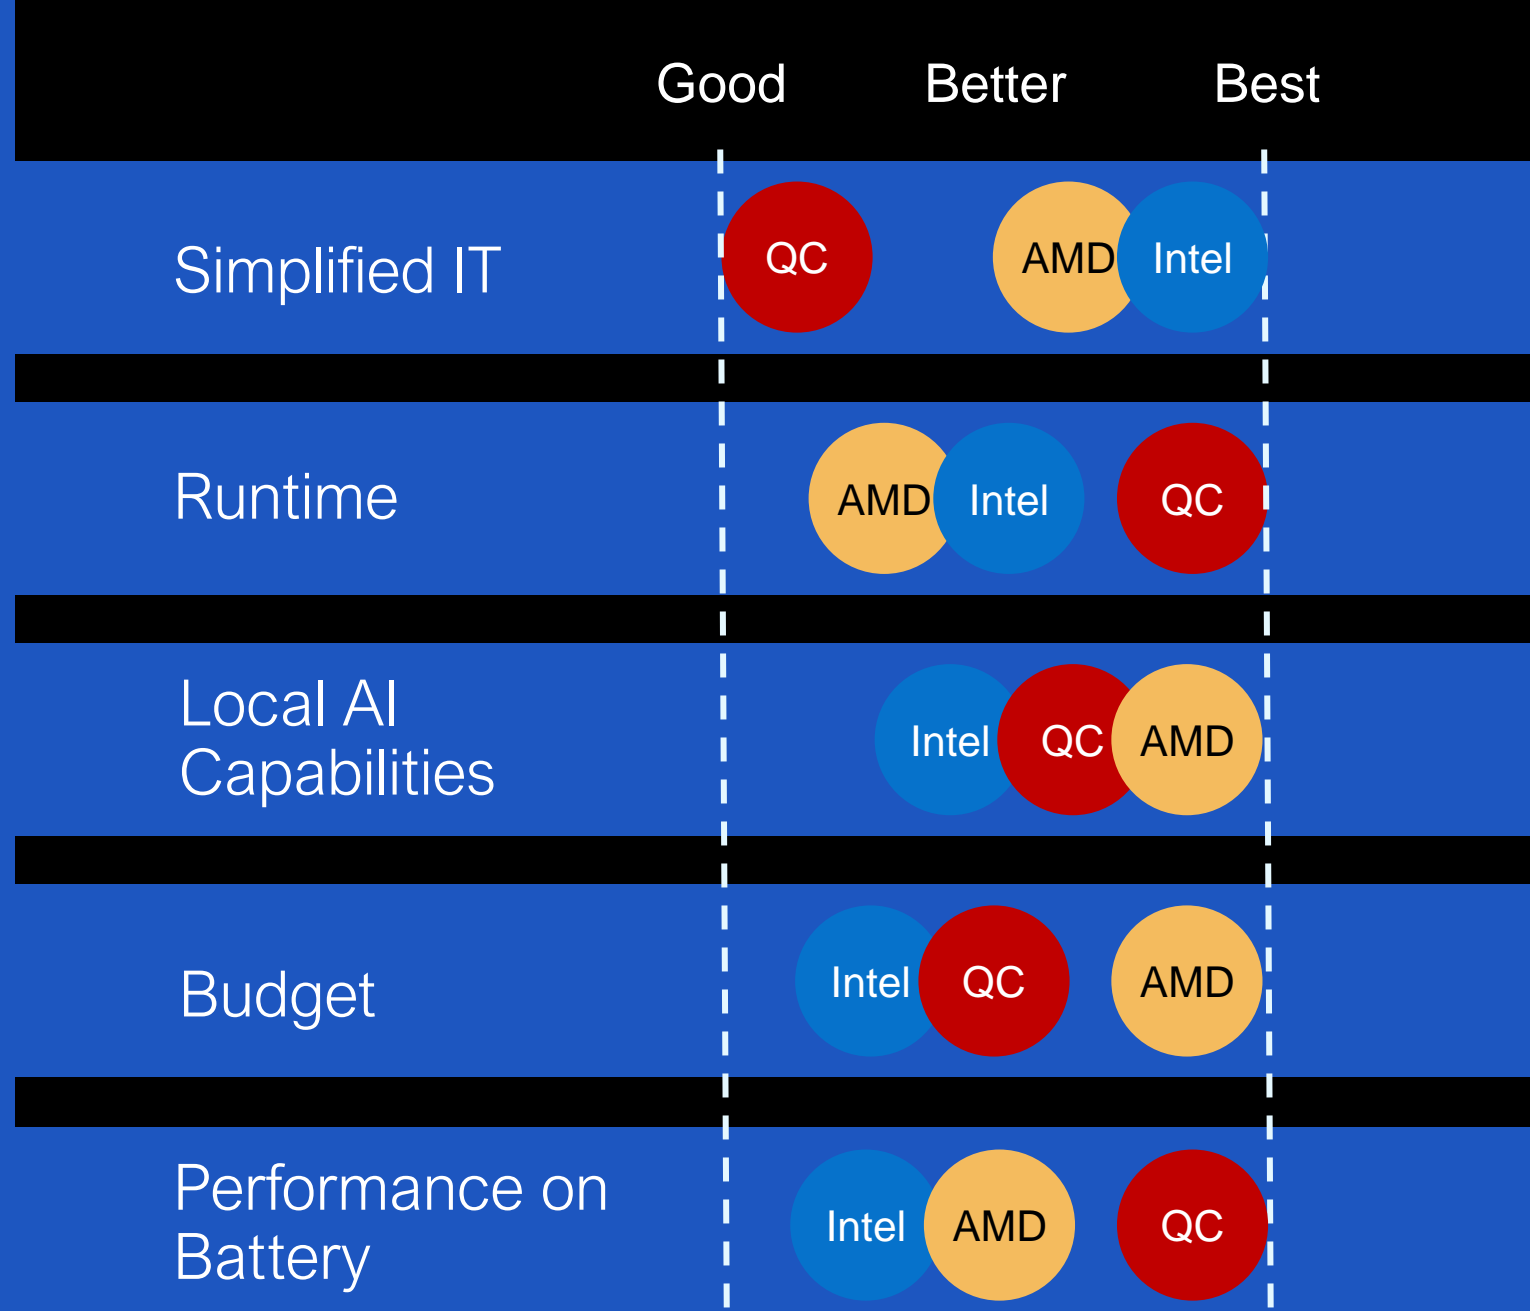 Good Better Best
Simplified IT
QC AMD Intel
Runtime
AMD Intel QC
Local AI
Capabilities
Intel QC AMD
Budget
Intel QC AMD
Performance on
Battery
Intel AMD QC